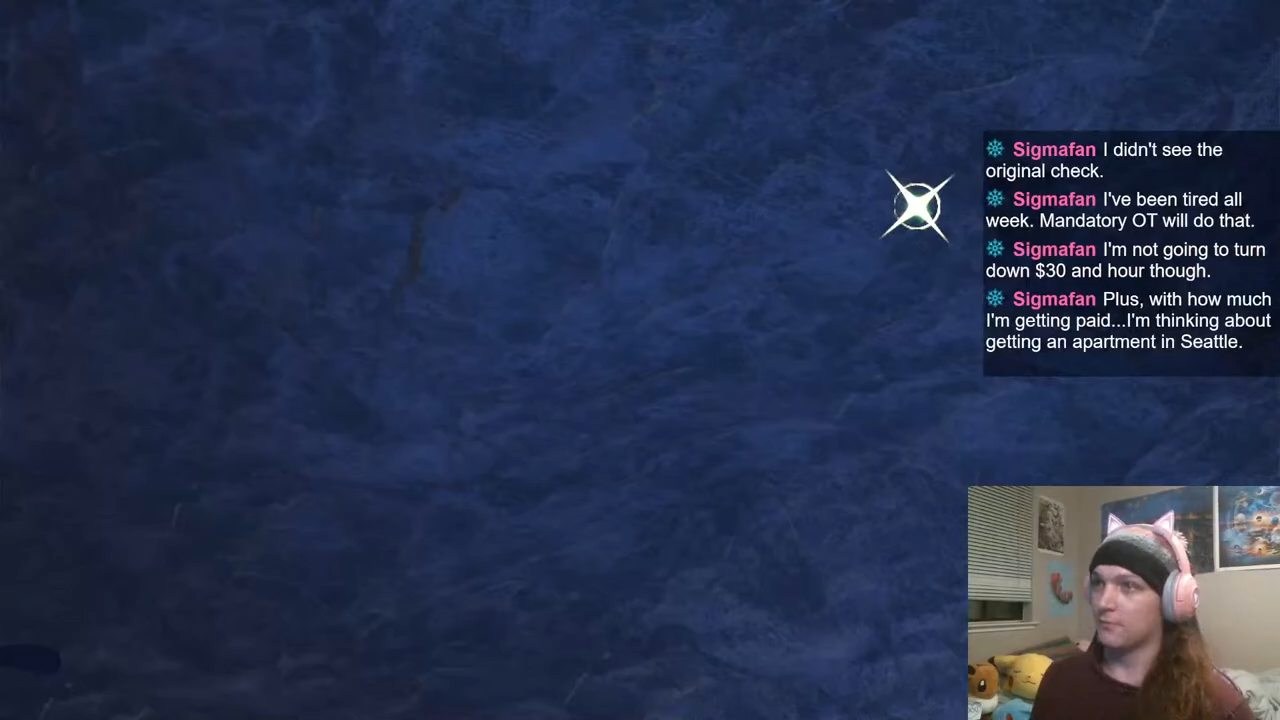 Sigmafan I didn't see the
original check.
Sigmafan I've been tired all
week. Mandatory OT will do that.
Sigmafan I'm not going to turn
down $30 and hour though.
Sigmafan Plus, with how much
I'm getting paid...I'm thinking about
getting an apartment in Seattle.